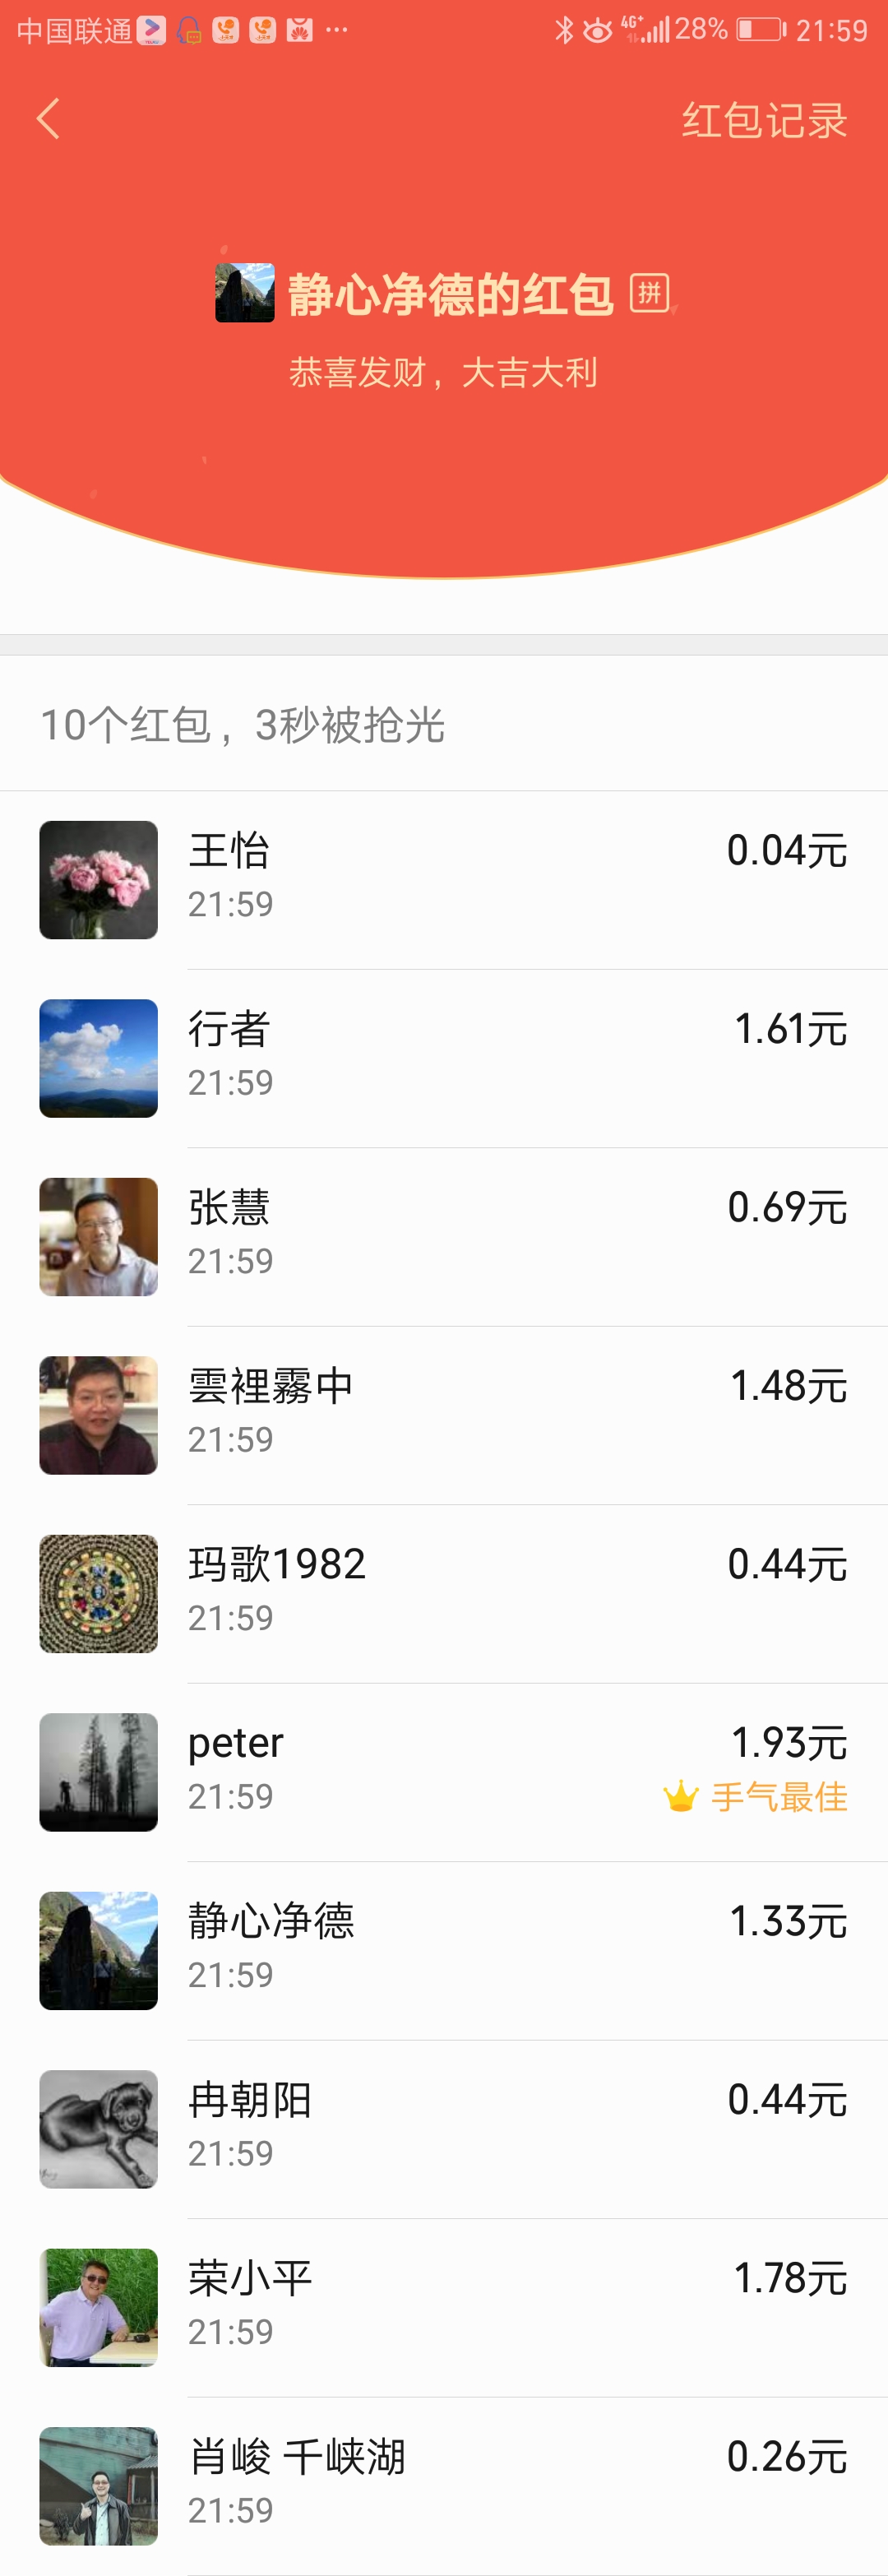 中国联通 ··· 4G+ 28% 21:59
红包记录
静心净德的红包 拼
恭喜发财，大吉大利
10个红包，3秒被抢光
王怡 0.04元
21:59
行者 1.61元
21:59
张慧 0.69元
21:59
雲裡霧中 1.48元
21:59
玛歌1982 0.44元
21:59
peter 1.93元
21:59 手气最佳
静心净德 1.33元
21:59
冉朝阳 0.44元
21:59
荣小平 1.78元
21:59
肖峻 千峡湖 0.26元
21:59